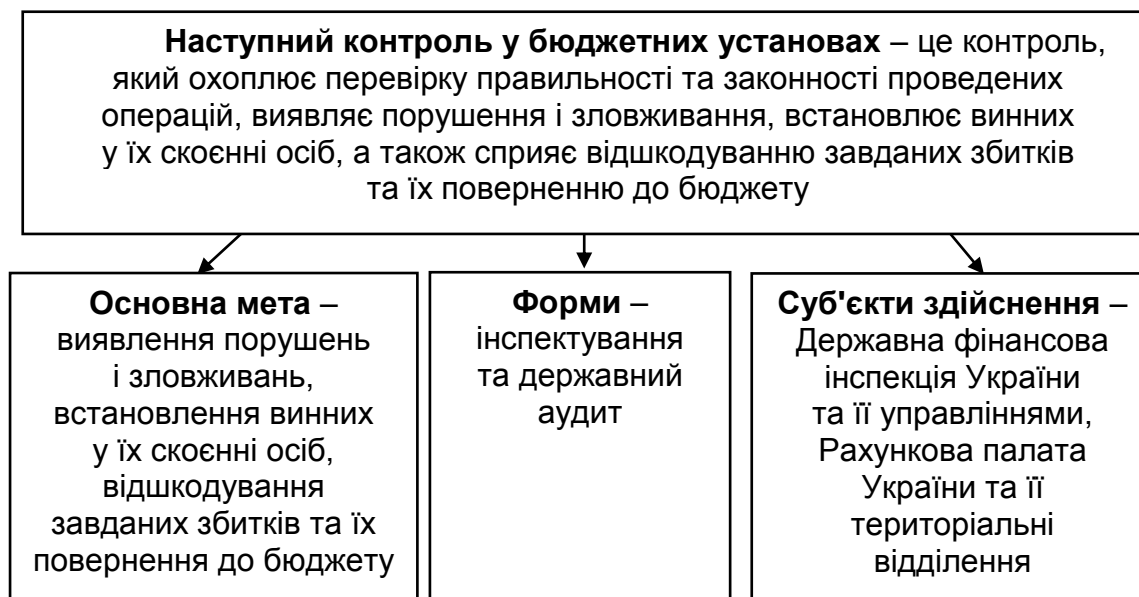 Наступний контроль у бюджетних установах – це контроль,
який охоплює перевірку правильності та законності проведених
операцій, виявляє порушення і зловживання, встановлює винних
у їх скоєнні осіб, а також сприяє відшкодуванню завданих збитків
та їх поверненню до бюджету
Основна мета –
виявлення порушень
і зловживань,
встановлення винних
у їх скоєнні осіб,
відшкодування
завданих збитків та їх
повернення до бюджету
Форми –
інспектування
та державний
аудит
Суб'єкти здійснення –
Державна фінансова
інспекція України
та її управліннями,
Рахункова палата
України та її
територіальні
відділення